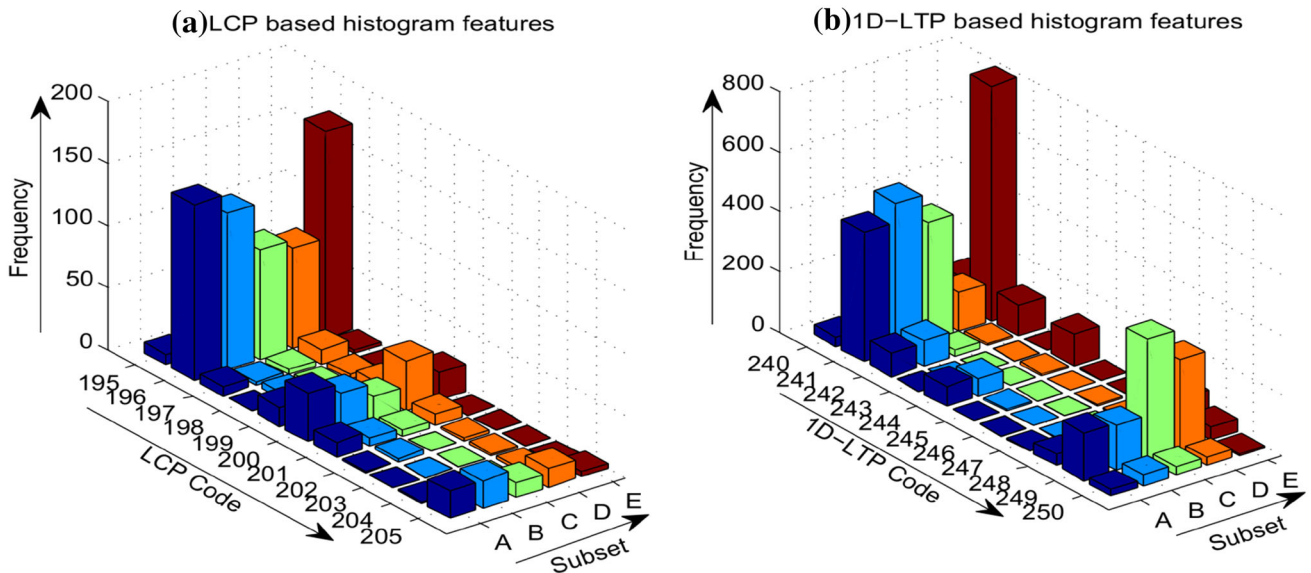 (a)LCP based histogram features
200
150
100
50
0
Frequency
195
196
197
198
199
200
201
202
203
204
205
LCP Code
A
B
C
D
E
Subset
(b)1D−LTP based histogram features
800
600
400
200
0
Frequency
240
241
242
243
244
245
246
247
248
249
250
1D−LTP Code
A
B
C
D
E
Subset